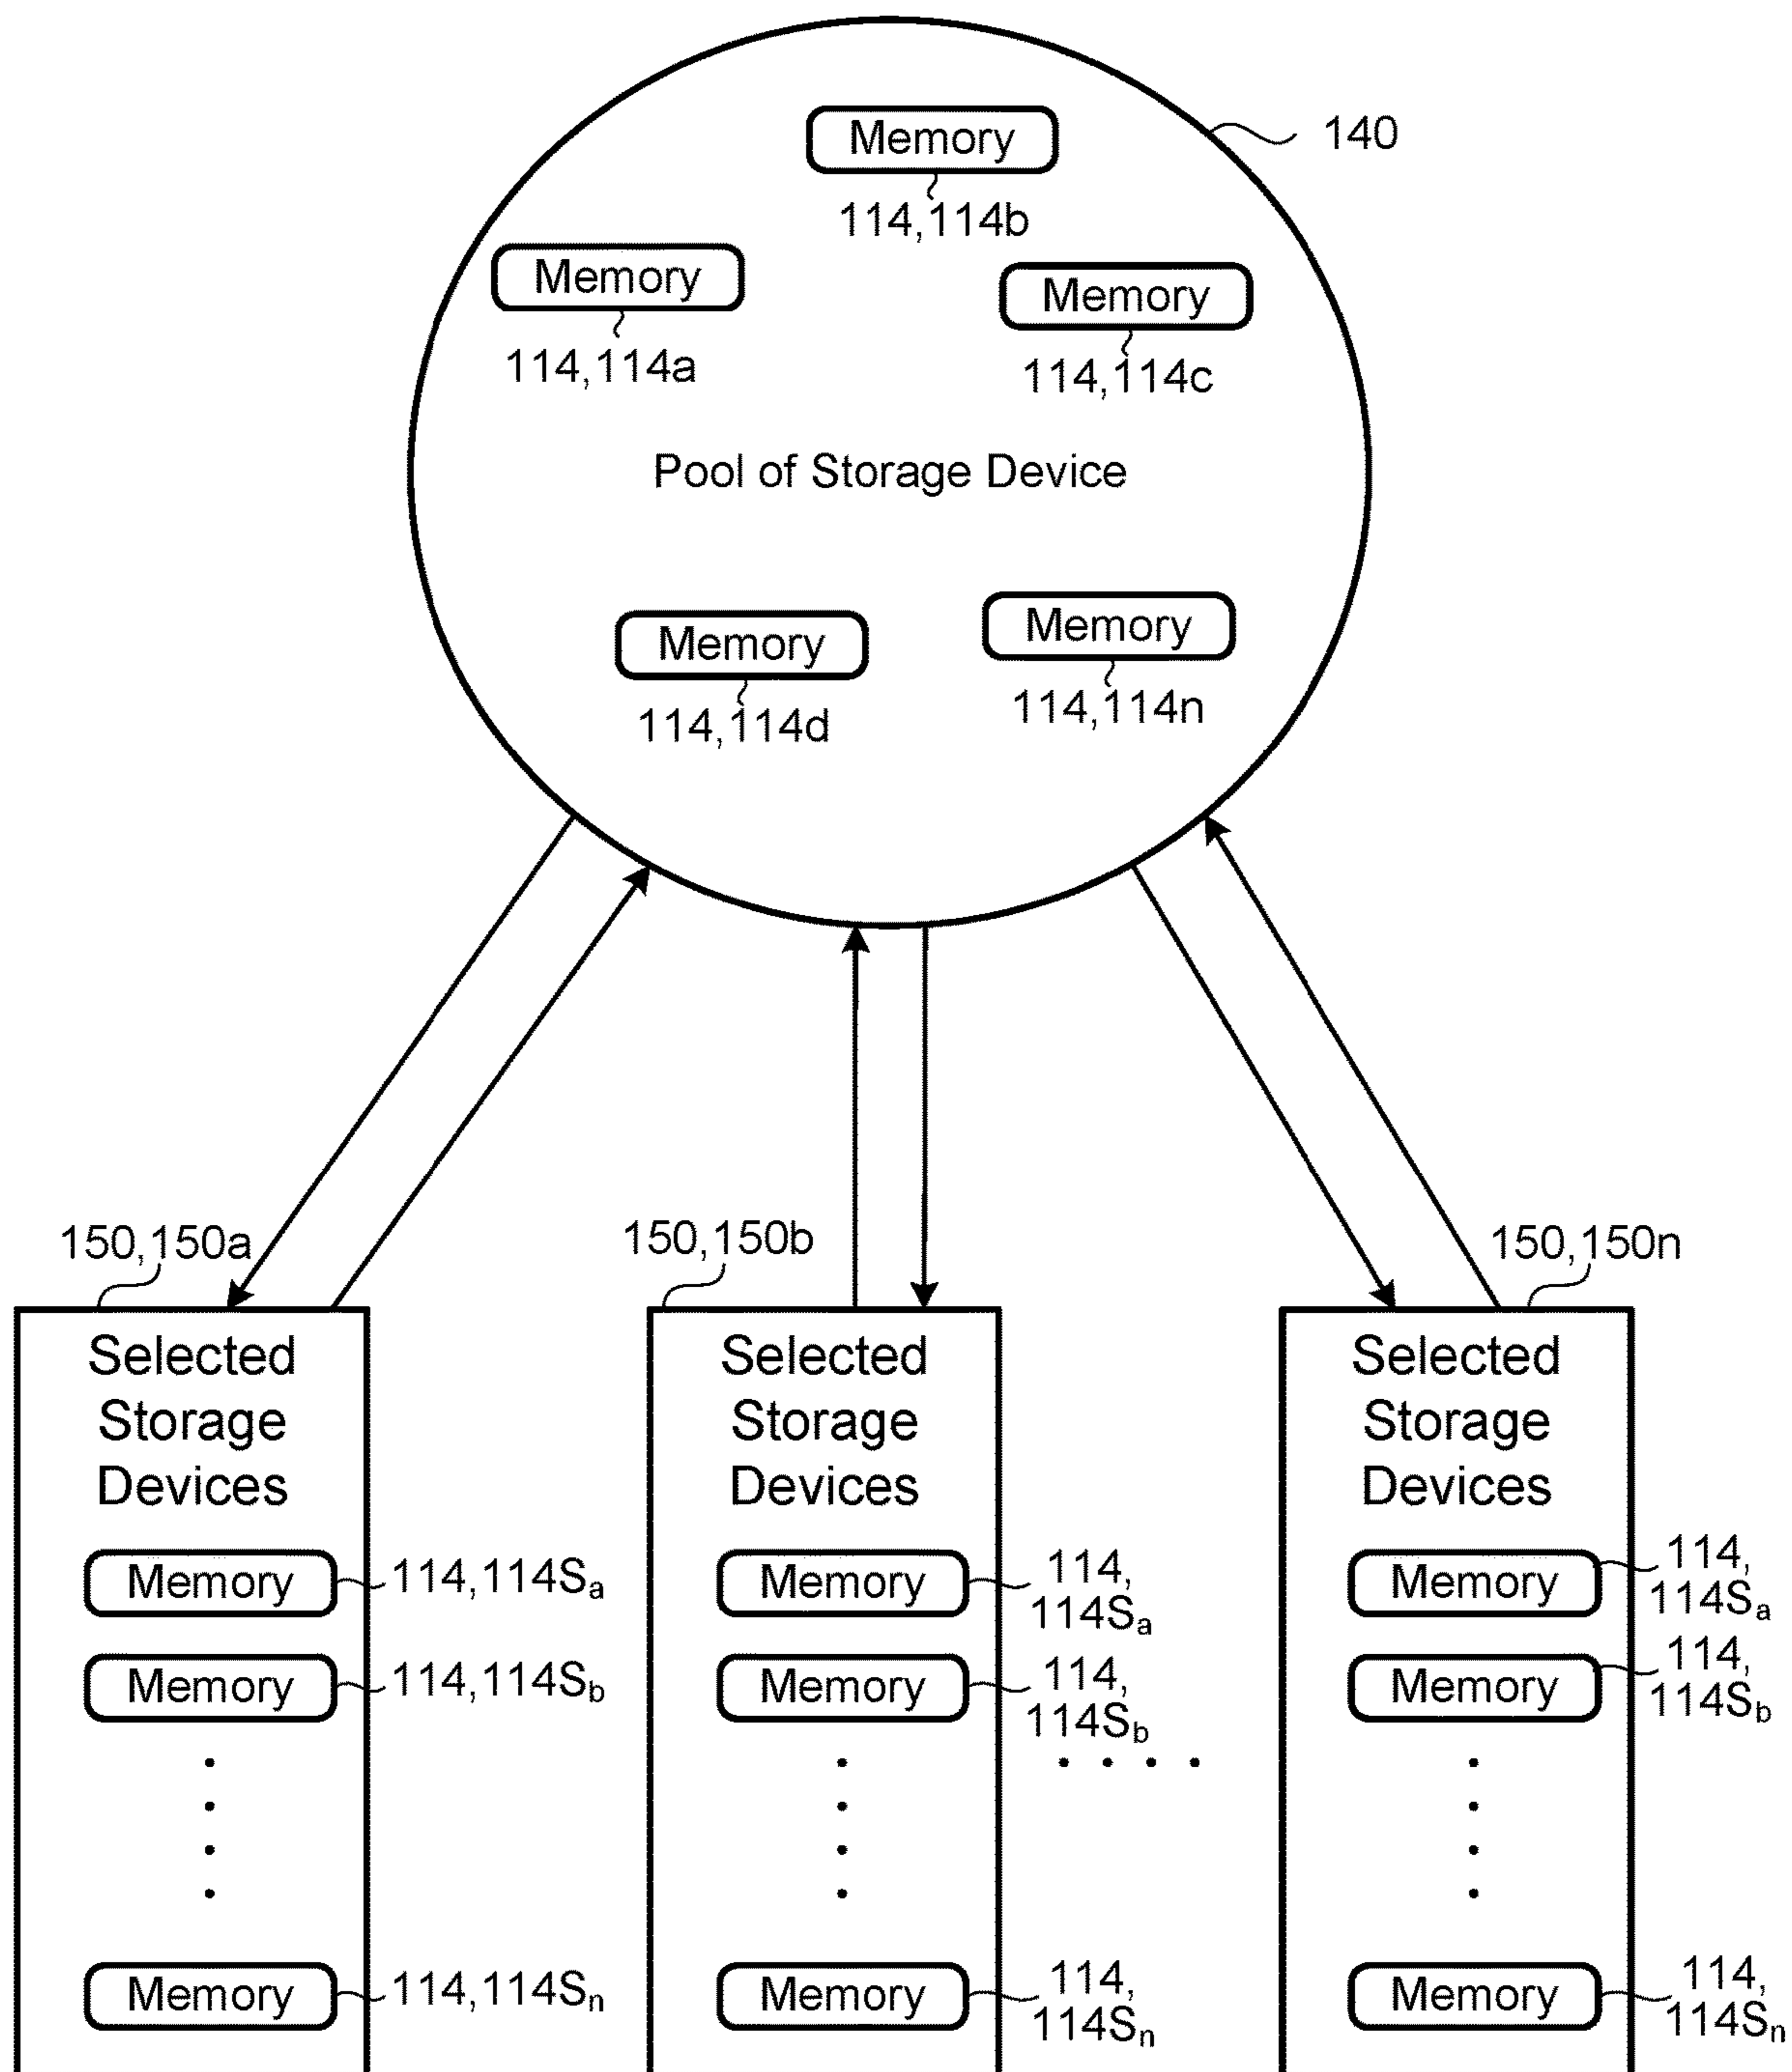 Memory
140
114,114b
Memory
Memory
114,114a
114,114c
Pool of Storage Device
Memory
Memory
114,114d
114,114n
150,150a
150,150b
150,150n
Selected
Storage
Devices
Memory
114,114Sa
Memory
114,114Sb
Memory
114,114Sn
Selected
Storage
Devices
Memory
114,
114Sa
Memory
114,
114Sb
Memory
114,
114Sn
Selected
Storage
Devices
Memory
114,
114Sa
Memory
114,
114Sb
Memory
114,
114Sn